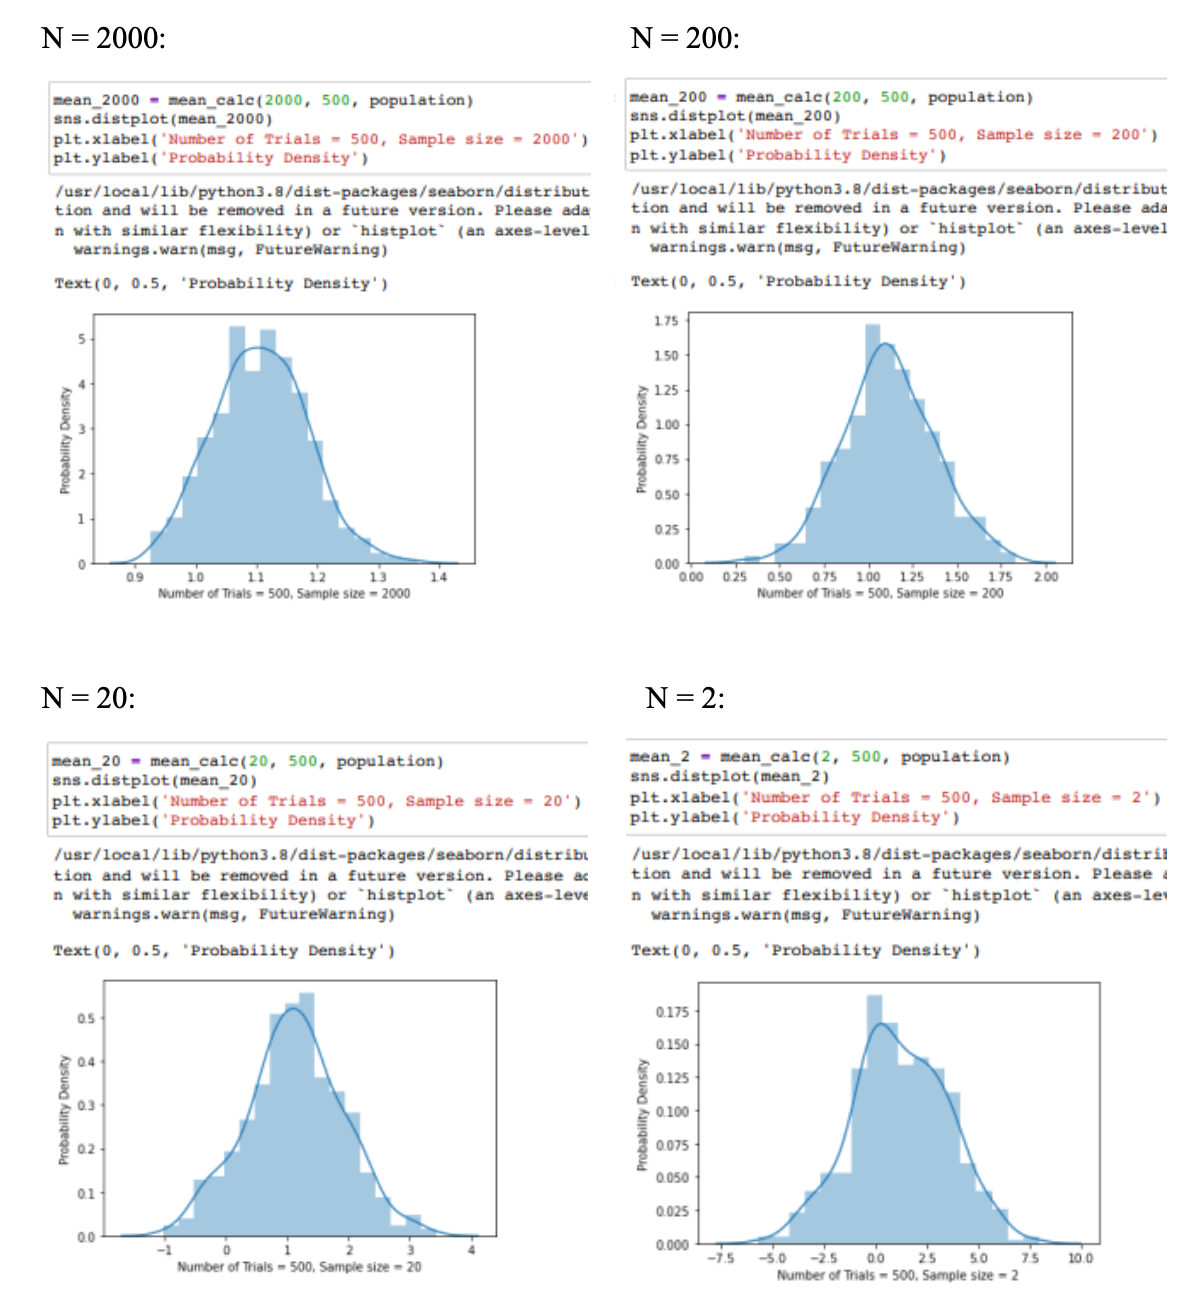 N = 2000:
mean_2000 = mean_calc(2000, 500, population)
sns.distplot(mean_2000)
plt.xlabel('Number of Trials = 500, Sample size = 2000')
plt.ylabel('Probability Density')
/usr/local/lib/python3.8/dist-packages/seaborn/distribut
tion and will be removed in a future version. Please ada
n with similar flexibility) or `histplot` (an axes-level
warnings.warn(msg, FutureWarning)
Text(0, 0.5, 'Probability Density')
5
4
3
2
1
0
Probability Density
0.9 1.0 1.1 1.2 1.3 1.4
Number of Trials = 500, Sample size = 2000
N = 200:
mean_200 = mean_calc(200, 500, population)
sns.distplot(mean_200)
plt.xlabel('Number of Trials = 500, Sample size = 200')
plt.ylabel('Probability Density')
/usr/local/lib/python3.8/dist-packages/seaborn/distribut
tion and will be removed in a future version. Please ada
n with similar flexibility) or `histplot` (an axes-level
warnings.warn(msg, FutureWarning)
Text(0, 0.5, 'Probability Density')
1.75
1.50
1.25
1.00
0.75
0.50
0.25
0.00
Probability Density
0.00 0.25 0.50 0.75 1.00 1.25 1.50 1.75 2.00
Number of Trials = 500, Sample size = 200
N = 20:
mean_20 = mean_calc(20, 500, population)
sns.distplot(mean_20)
plt.xlabel('Number of Trials = 500, Sample size = 20')
plt.ylabel('Probability Density')
/usr/local/lib/python3.8/dist-packages/seaborn/distribu
tion and will be removed in a future version. Please ad
n with similar flexibility) or `histplot` (an axes-leve
warnings.warn(msg, FutureWarning)
Text(0, 0.5, 'Probability Density')
0.5
0.4
0.3
0.2
0.1
0.0
Probability Density
−1 0 1 2 3 4
Number of Trials = 500, Sample size = 20
N = 2:
mean_2 = mean_calc(2, 500, population)
sns.distplot(mean_2)
plt.xlabel('Number of Trials = 500, Sample size = 2')
plt.ylabel('Probability Density')
/usr/local/lib/python3.8/dist-packages/seaborn/distrib
tion and will be removed in a future version. Please a
n with similar flexibility) or `histplot` (an axes-lev
warnings.warn(msg, FutureWarning)
Text(0, 0.5, 'Probability Density')
0.175
0.150
0.125
0.100
0.075
0.050
0.025
0.000
Probability Density
−7.5 −5.0 −2.5 0.0 2.5 5.0 7.5 10.0
Number of Trials = 500, Sample size = 2